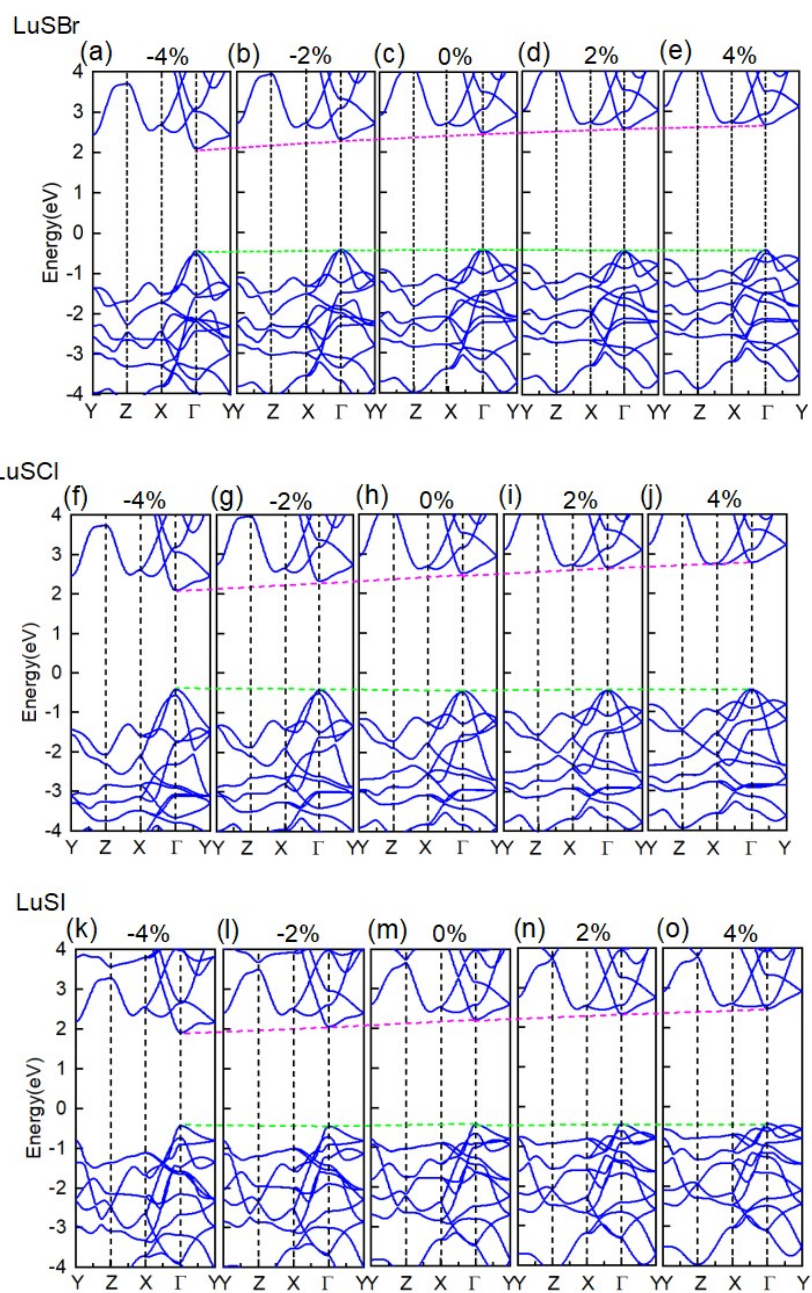 LuSBr
(a) -4% (b) -2% (c) 0% (d) 2% (e) 4%
4
3
2
1
0
-1
-2
-3
-4
Energy(eV)
Y Z X Γ YY Z X Γ YY Z X Γ YY Z X Γ YY Z X Γ Y
LuSCl
(f) -4% (g) -2% (h) 0% (i) 2% (j) 4%
4
3
2
1
0
-1
-2
-3
-4
Energy(eV)
Y Z X Γ YY Z X Γ YY Z X Γ YY Z X Γ YY Z X Γ Y
LuSI
(k) -4% (l) -2% (m) 0% (n) 2% (o) 4%
4
3
2
1
0
-1
-2
-3
-4
Energy(eV)
Y Z X Γ YY Z X Γ YY Z X Γ YY Z X Γ YY Z X Γ Y